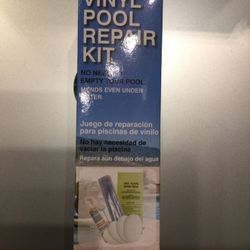 VINYL
POOL
REPAIR
KIT
NO NEED
EMPTY YOUR POOL
MENDS EVEN UNDER
WATER.
Juego de reparación
para piscinas de vinilo
No hay necesidad de
vaciar la piscina
Repara aún debajo del agua